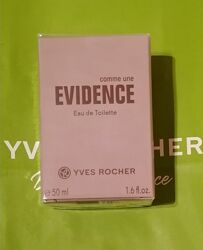 comme une
EVIDENCE
Eau de Toilette
YVES ROCHER
e 50 ml 1.6 fl.oz.
YVES ROCHER